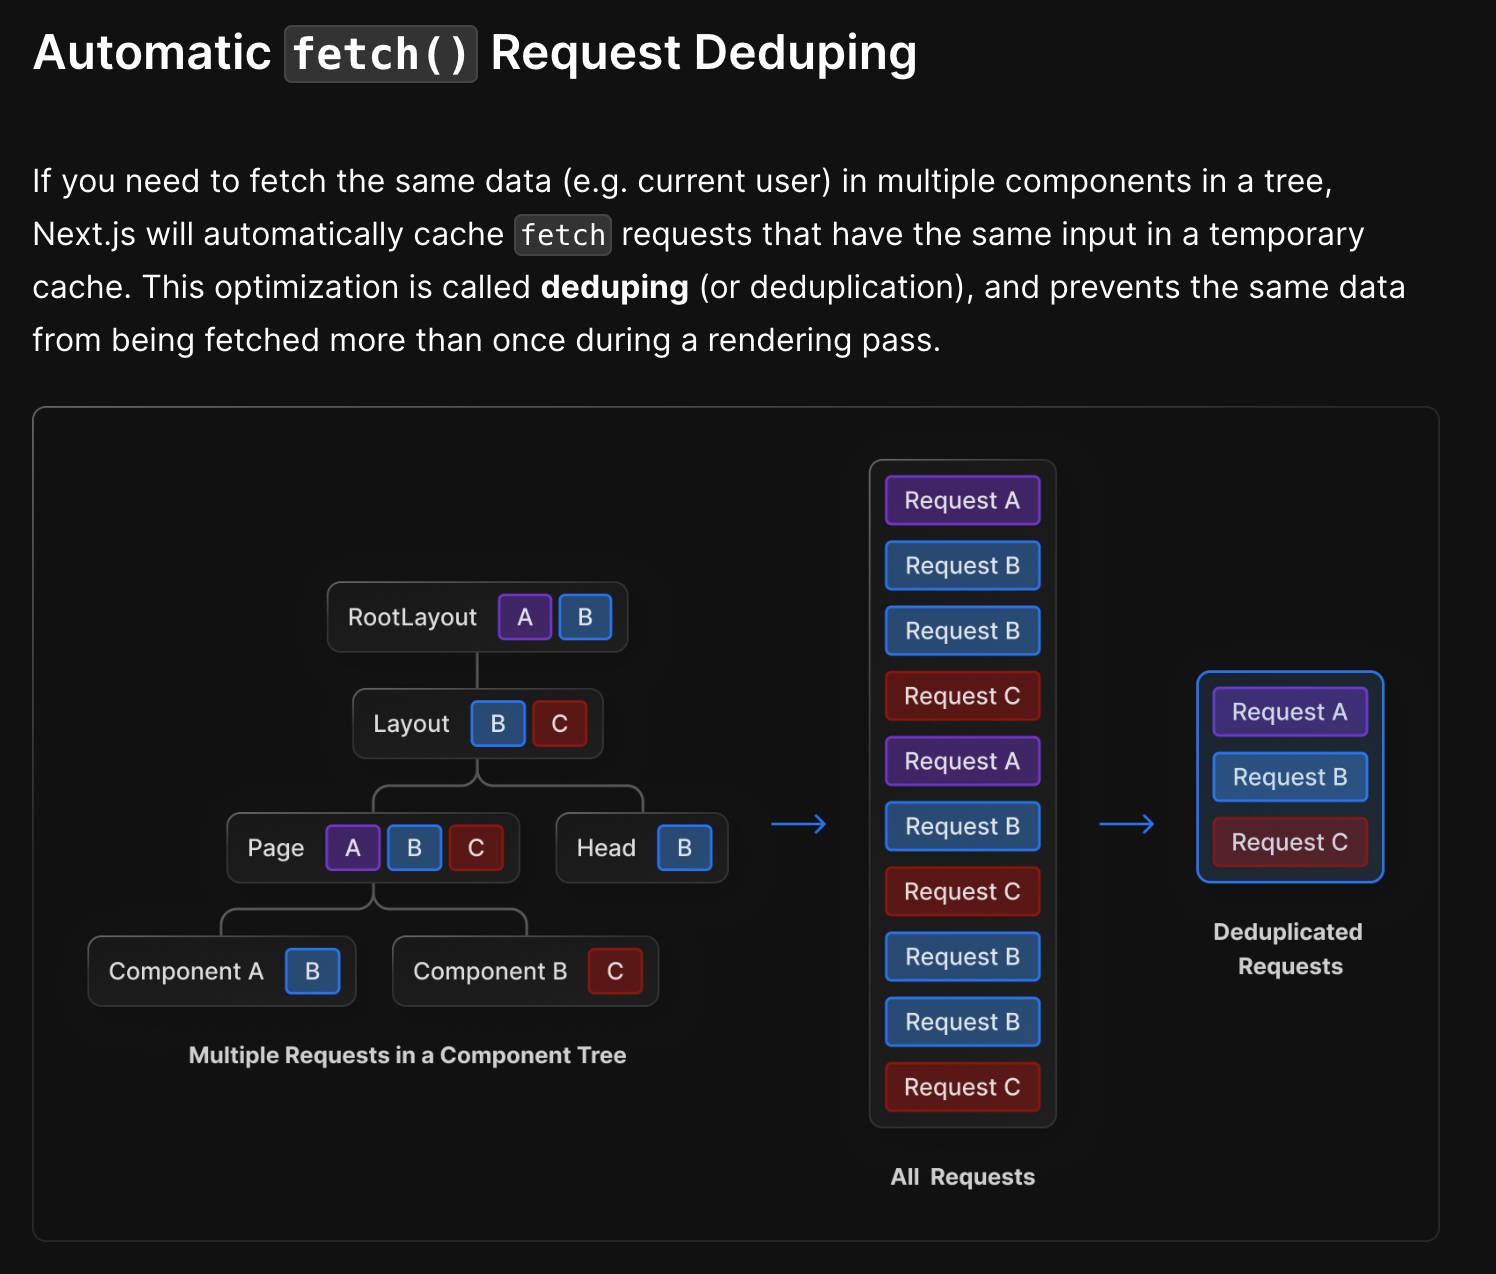 Automatic fetch() Request Deduping
If you need to fetch the same data (e.g. current user) in multiple components in a tree,
Next.js will automatically cache fetch requests that have the same input in a temporary
cache. This optimization is called deduping (or deduplication), and prevents the same data
from being fetched more than once during a rendering pass.
RootLayout A B
Layout B C
Page A B C
Head B
Component A B
Component B C
Multiple Requests in a Component Tree
Request A
Request B
Request B
Request C
Request A
Request B
Request C
Request B
Request B
Request C
All Requests
Request A
Request B
Request C
Deduplicated
Requests